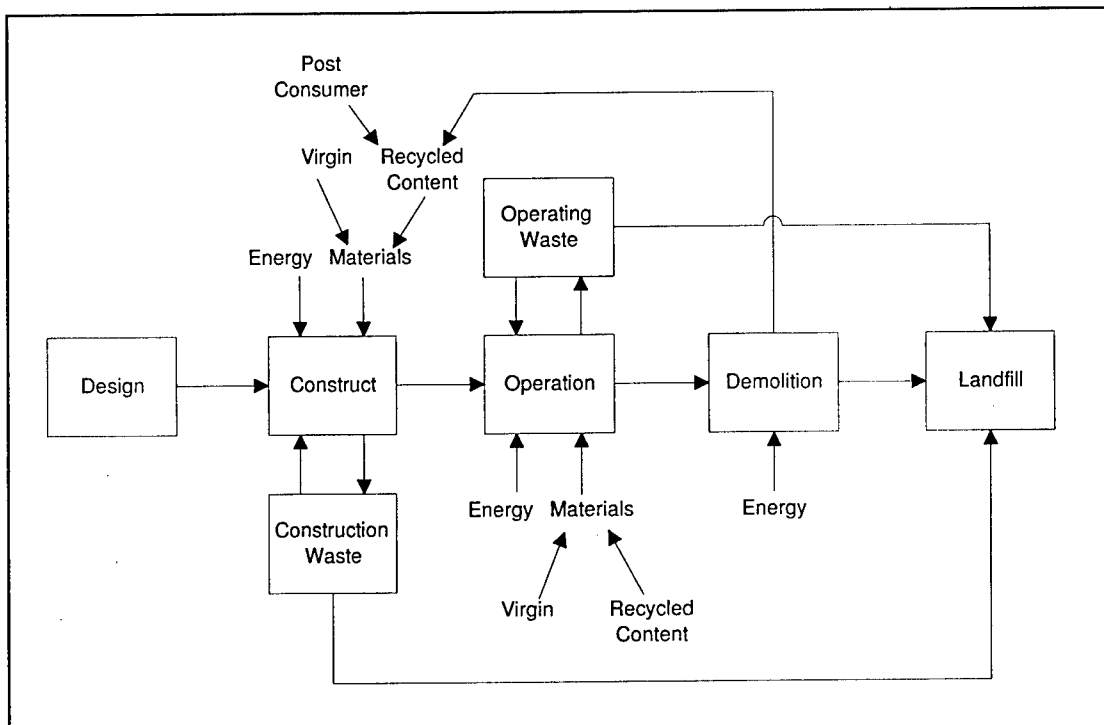 Post
Consumer
Virgin
Recycled
Content
Operating
Waste
Energy
Materials
Design
Construct
Operation
Demolition
Landfill
Energy
Materials
Energy
Construction
Waste
Virgin
Recycled
Content